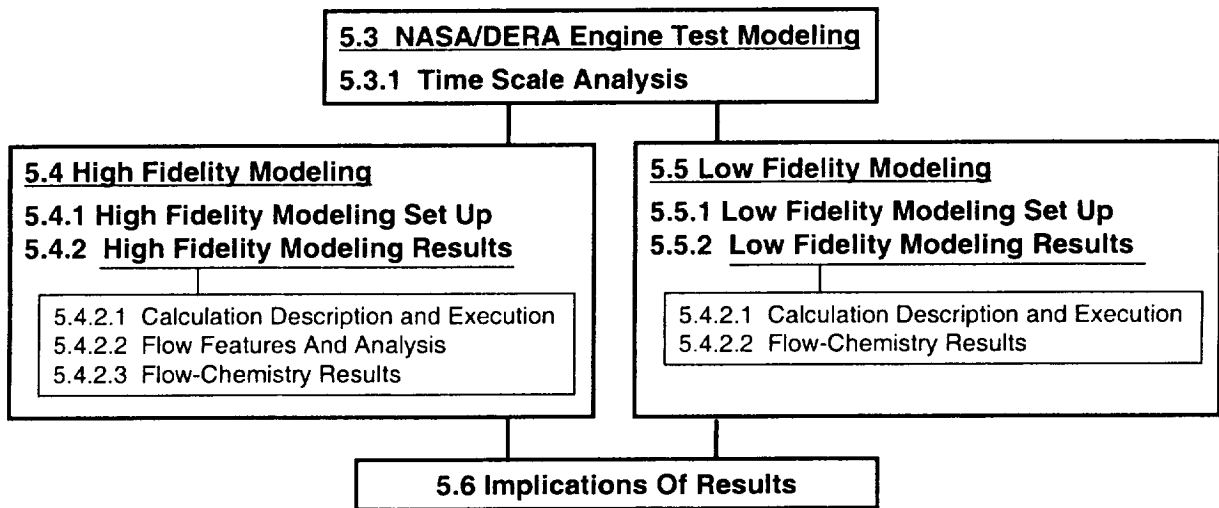 5.3 NASA/DERA Engine Test Modeling
5.3.1 Time Scale Analysis
5.4 High Fidelity Modeling
5.4.1 High Fidelity Modeling Set Up
5.4.2 High Fidelity Modeling Results
5.4.2.1 Calculation Description and Execution
5.4.2.2 Flow Features And Analysis
5.4.2.3 Flow-Chemistry Results
5.5 Low Fidelity Modeling
5.5.1 Low Fidelity Modeling Set Up
5.5.2 Low Fidelity Modeling Results
5.4.2.1 Calculation Description and Execution
5.4.2.2 Flow-Chemistry Results
5.6 Implications Of Results